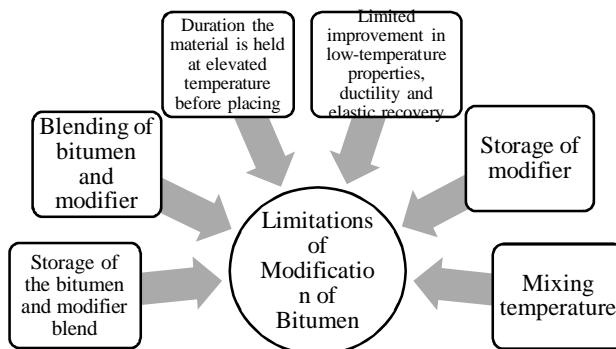 Duration the
material is held
at elevated
temperature
before placing
Limited
improvement in
low-temperature
properties,
ductility and
elastic recovery
Blending of
bitumen
and
modifier
Storage
of modifier
Storage of
the bitumen
and modifier
blend
Limitations
of
Modificatio
n of
Bitumen
Mixing
temperature